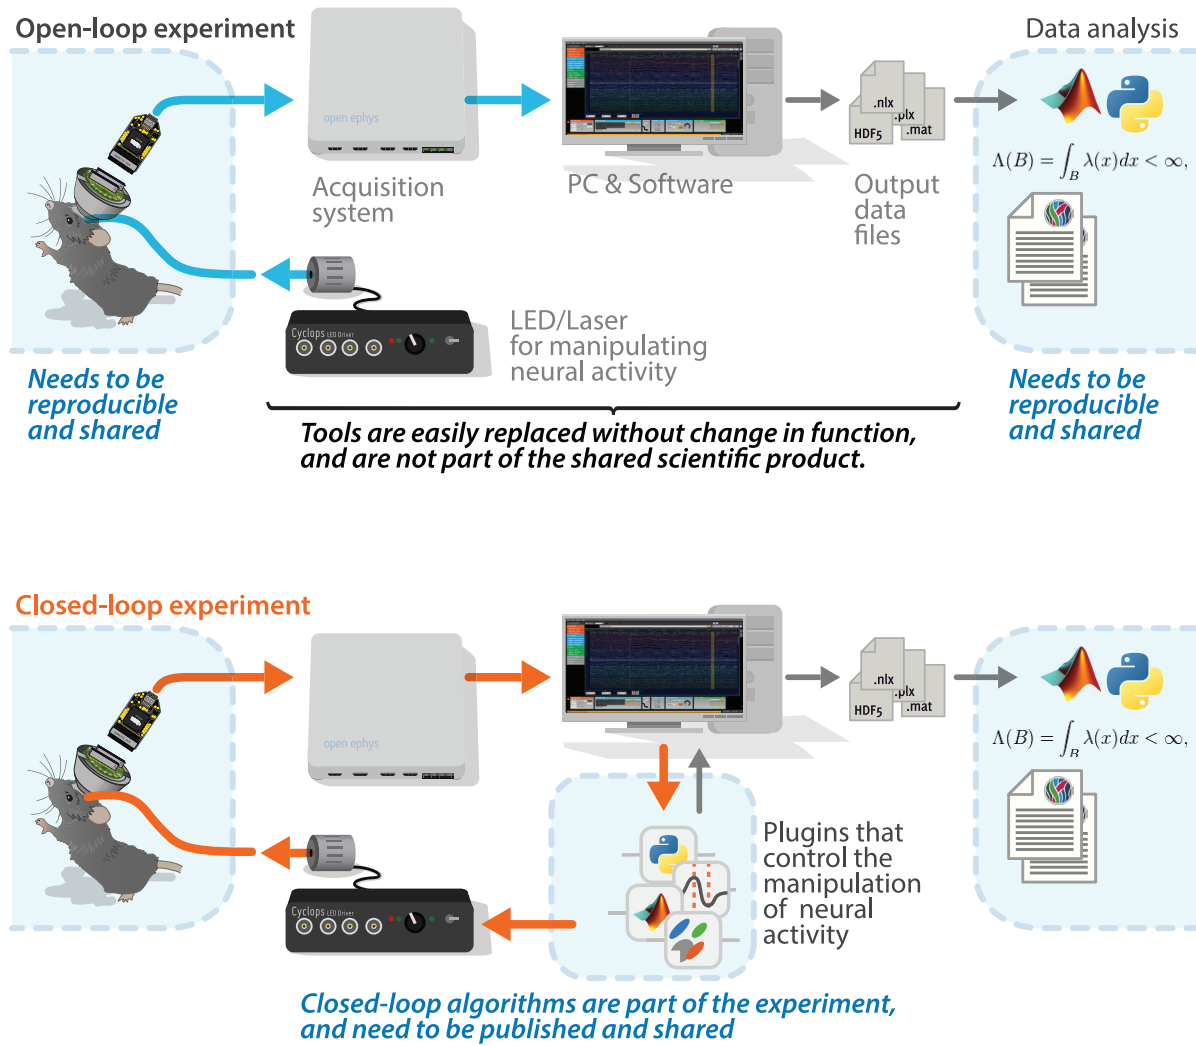 Open-loop experiment
Data analysis
open ephys
.nlx
.plx
HDF5
.mat
Λ(B) = ∫_B λ(x)dx < ∞,
Acquisition
system
PC & Software
Output
data
files
Cyclops LED Driver
LED/Laser
for manipulating
neural activity
Needs to be
reproducible
and shared
Needs to be
reproducible
and shared
Tools are easily replaced without change in function,
and are not part of the shared scientific product.
Closed-loop experiment
open ephys
.nlx
.plx
HDF5
.mat
Λ(B) = ∫_B λ(x)dx < ∞,
Cyclops LED Driver
Plugins that
control the
manipulation
of neural
activity
Closed-loop algorithms are part of the experiment,
and need to be published and shared